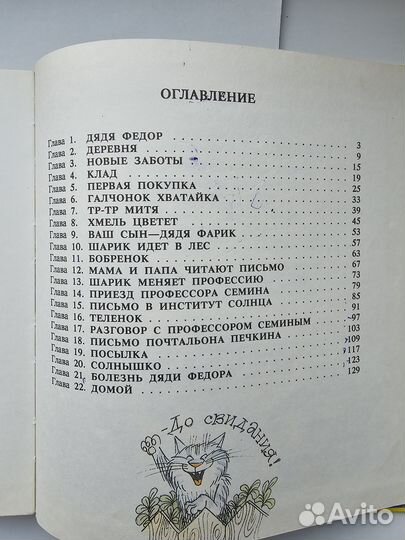 ОГЛАВЛЕНИЕ
Глава 1. ДЯДЯ ФЕДОР 3
Глава 2. ДЕРЕВНЯ 9
Глава 3. НОВЫЕ ЗАБОТЫ 15
Глава 4. КЛАД 19
Глава 5. ПЕРВАЯ ПОКУПКА 25
Глава 6. ГАЛЧОНОК ХВАТАЙКА 33
Глава 7. ТР-ТР МИТЯ 39
Глава 8. ХМЕЛЬ ЦВЕТЕТ 45
Глава 9. ВАШ СЫН—ДЯДЯ ФАРИК 53
Глава 10. ШАРИК ИДЕТ В ЛЕС 57
Глава 11. БОБРЕНОК 63
Глава 12. МАМА И ПАПА ЧИТАЮТ ПИСЬМО 67
Глава 13. ШАРИК МЕНЯЕТ ПРОФЕССИЮ 73
Глава 14. ПРИЕЗД ПРОФЕССОРА СЕМИНА 79
Глава 15. ПИСЬМО В ИНСТИТУТ СОЛНЦА 85
Глава 16. ТЕЛЕНОК 91
Глава 17. РАЗГОВОР С ПРОФЕССОРОМ СЕМИНЫМ 97
Глава 18. ПИСЬМО ПОЧТАЛЬОНА ПЕЧКИНА 103
Глава 19. ПОСЫЛКА 109
Глава 20. СОЛНЫШКО 117
Глава 21. БОЛЕЗНЬ ДЯДИ ФЕДОРА 123
Глава 22. ДОМОЙ 129
-До свидания!
Avito